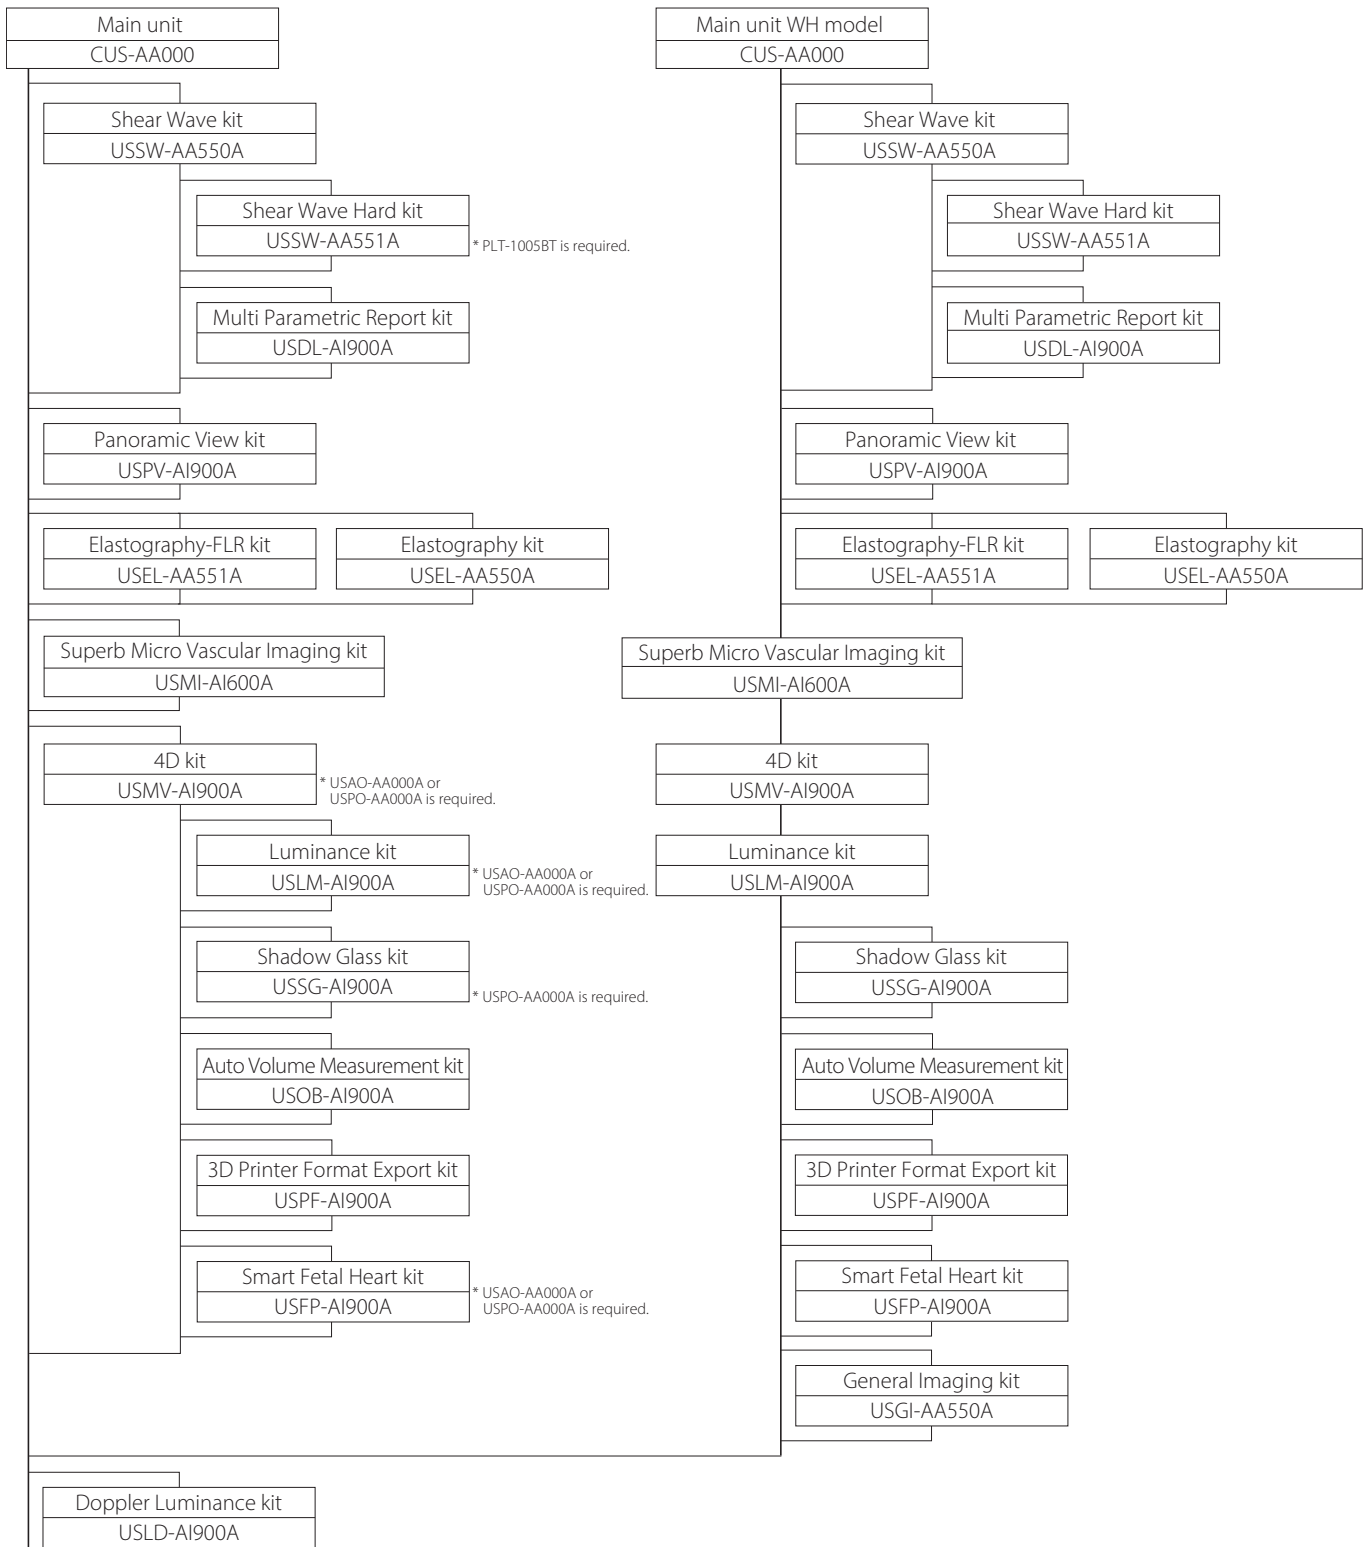 Main unit
CUS-AA000
Shear Wave kit
USSW-AA550A
Shear Wave Hard kit
USSW-AA551A
* PLT-1005BT is required.
Multi Parametric Report kit
USDL-AI900A
Panoramic View kit
USPV-AI900A
Elastography-FLR kit
USEL-AA551A
Elastography kit
USEL-AA550A
Superb Micro Vascular Imaging kit
USMI-AI600A
4D kit
USMV-AI900A
* USAO-AA000A or
USPO-AA000A is required.
Luminance kit
USLM-AI900A
* USAO-AA000A or
USPO-AA000A is required.
Shadow Glass kit
USSG-AI900A
* USPO-AA000A is required.
Auto Volume Measurement kit
USOB-AI900A
3D Printer Format Export kit
USPF-AI900A
Smart Fetal Heart kit
USFP-AI900A
* USAO-AA000A or
USPO-AA000A is required.
Main unit WH model
CUS-AA000
Shear Wave kit
USSW-AA550A
Shear Wave Hard kit
USSW-AA551A
Multi Parametric Report kit
USDL-AI900A
Panoramic View kit
USPV-AI900A
Elastography-FLR kit
USEL-AA551A
Elastography kit
USEL-AA550A
Superb Micro Vascular Imaging kit
USMI-AI600A
4D kit
USMV-AI900A
Luminance kit
USLM-AI900A
Shadow Glass kit
USSG-AI900A
Auto Volume Measurement kit
USOB-AI900A
3D Printer Format Export kit
USPF-AI900A
Smart Fetal Heart kit
USFP-AI900A
General Imaging kit
USGI-AA550A
Doppler Luminance kit
USLD-AI900A